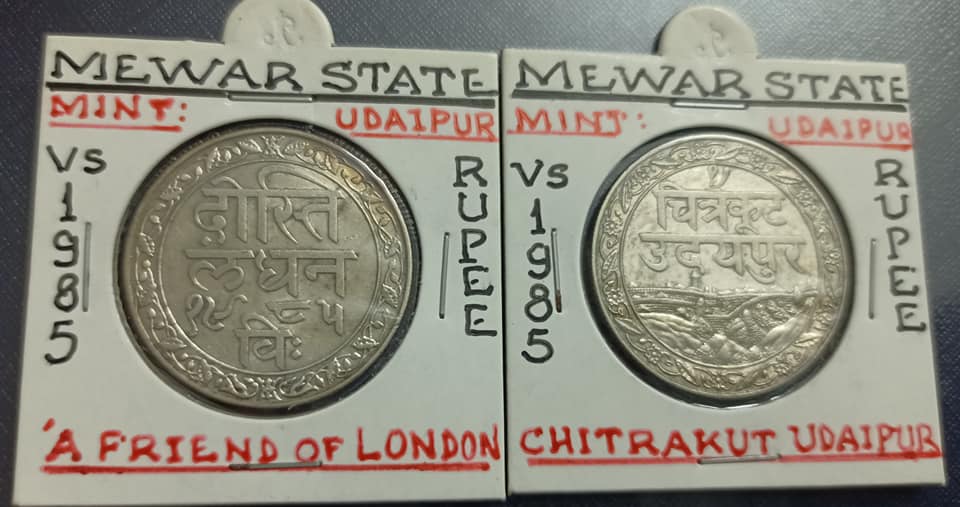 MEWAR STATE
MINT: UDAIPUR
VS 1985
RUPEE
दोस्ति
लधन
१९८५
विः
'A FRIEND OF LONDON
MEWAR STATE
MINT: UDAIPUR
VS 1985
RUPEE
चित्रकूट
उदयपुर
CHITRAKUT UDAIPUR